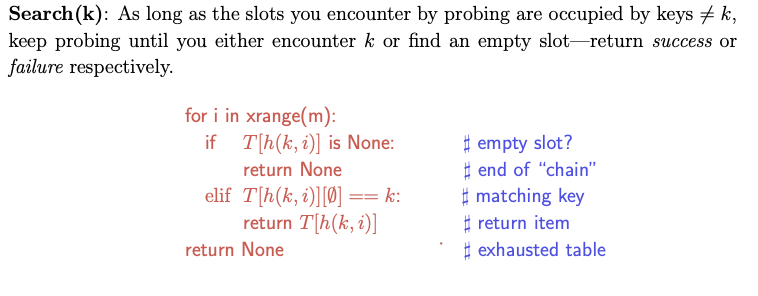 Search(k): As long as the slots you encounter by probing are occupied by keys ≠ k,
keep probing until you either encounter k or find an empty slot—return success or
failure respectively.
for i in xrange(m):
if T[h(k, i)] is None: ♯ empty slot?
return None ♯ end of “chain”
elif T[h(k, i)][∅] == k: ♯ matching key
return T[h(k, i)] ♯ return item
return None ♯ exhausted table